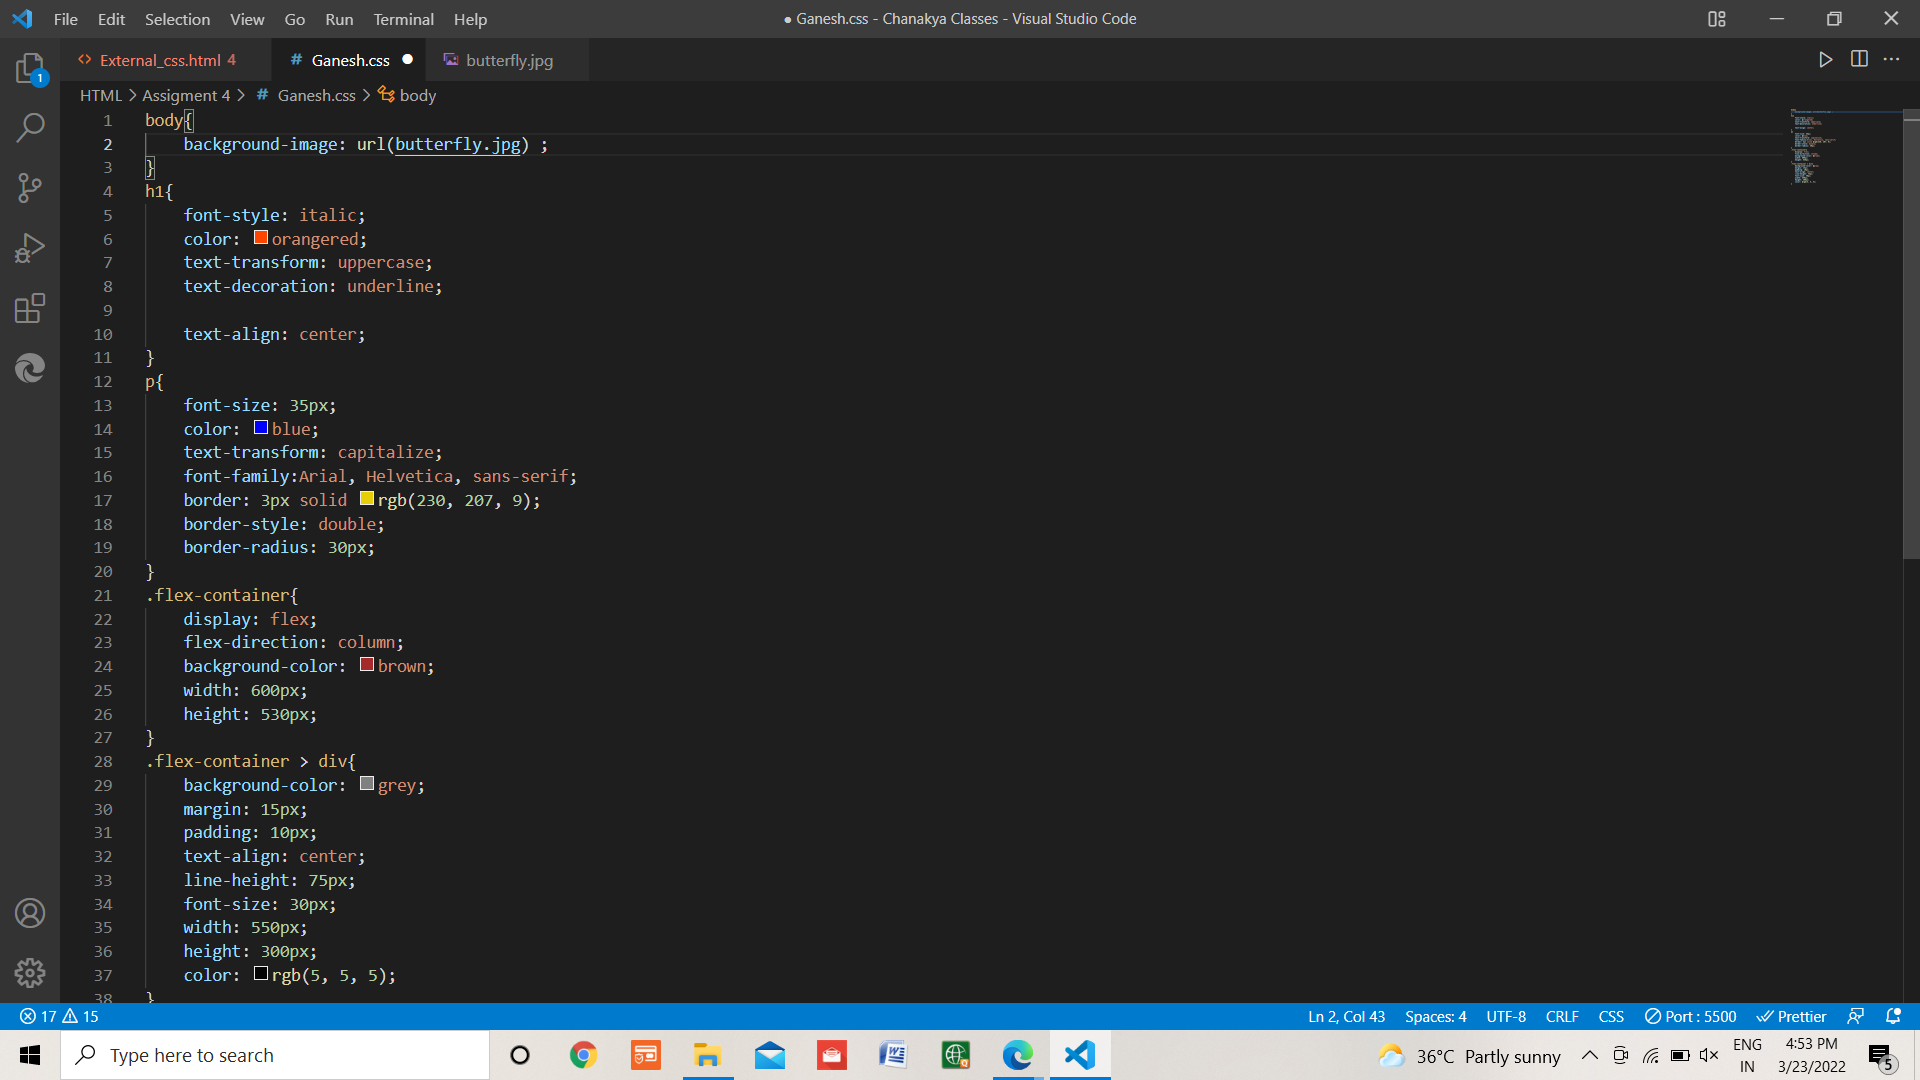 File Edit Selection View Go Run Terminal Help
● Ganesh.css - Chanakya Classes - Visual Studio Code
External_css.html 4
# Ganesh.css ●
butterfly.jpg
HTML > Assigment 4 > # Ganesh.css > body
1 body{
2 background-image: url(butterfly.jpg) ;
3 }
4 h1{
5 font-style: italic;
6 color: orangered;
7 text-transform: uppercase;
8 text-decoration: underline;
9
10 text-align: center;
11 }
12 p{
13 font-size: 35px;
14 color: blue;
15 text-transform: capitalize;
16 font-family:Arial, Helvetica, sans-serif;
17 border: 3px solid rgb(230, 207, 9);
18 border-style: double;
19 border-radius: 30px;
20 }
21 .flex-container{
22 display: flex;
23 flex-direction: column;
24 background-color: brown;
25 width: 600px;
26 height: 530px;
27 }
28 .flex-container > div{
29 background-color: grey;
30 margin: 15px;
31 padding: 10px;
32 text-align: center;
33 line-height: 75px;
34 font-size: 30px;
35 width: 550px;
36 height: 300px;
37 color: rgb(5, 5, 5);
38 }
1
17 15
Ln 2, Col 43 Spaces: 4 UTF-8 CRLF CSS Port : 5500 Prettier
Type here to search
36°C Partly sunny
ENG
IN
4:53 PM
3/23/2022
5